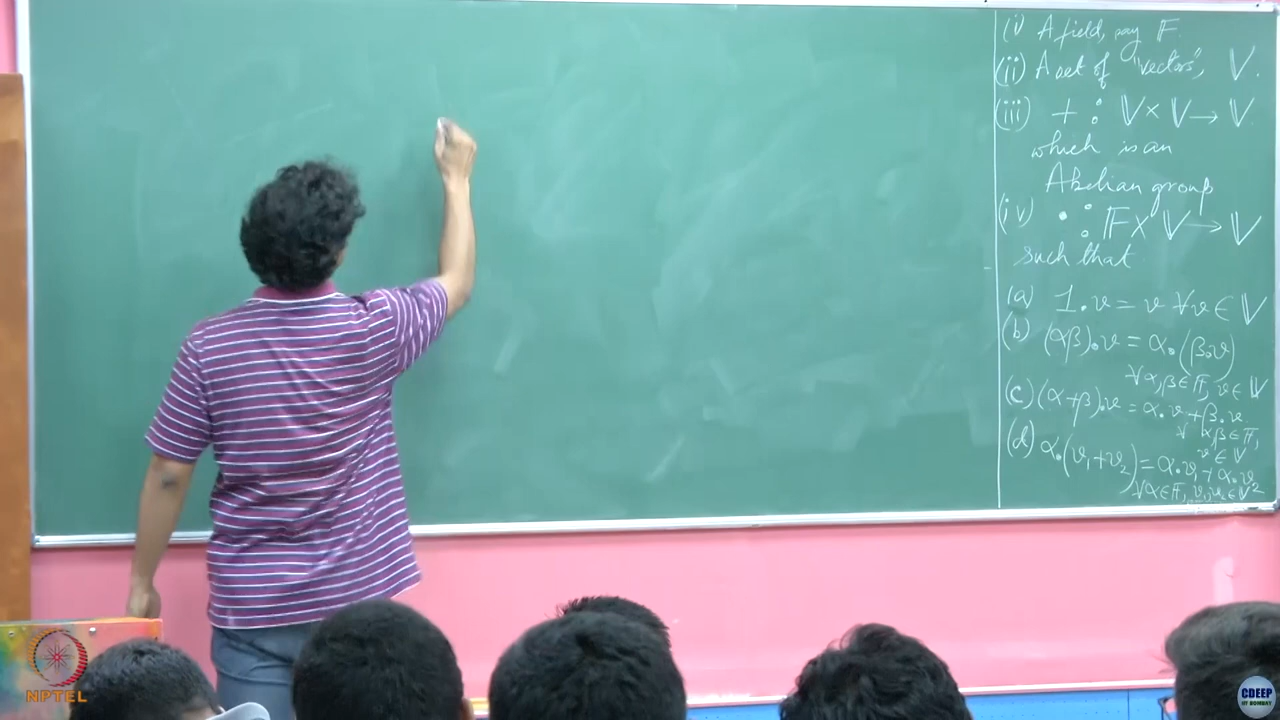 (i) A field, say 𝔽.
(ii) A set of "vectors", 𝕍.
(iii) + : 𝕍 × 𝕍 → 𝕍
which is an
Abelian group
(iv) • : 𝔽 × 𝕍 → 𝕍
such that
(a) 1.v = v ∀v ∈ 𝕍
(b) (αβ).v = α.(β.v)
∀ α,β ∈ 𝔽, v ∈ 𝕍
(c) (α+β).v = α.v + β.v
∀ α,β ∈ 𝔽,
v ∈ 𝕍
(d) α.(v₁+v₂) = α.v₁ + α.v₂
∀α ∈ 𝔽, v₁,v₂ ∈ 𝕍
NPTEL
CDEEP
IIT BOMBAY